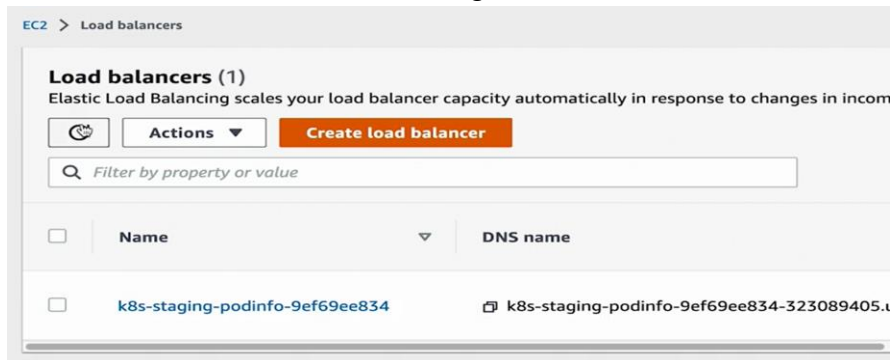 EC2 > Load balancers
Load balancers (1)
Elastic Load Balancing scales your load balancer capacity automatically in response to changes in incom
Actions
Create load balancer
Filter by property or value
Name DNS name
k8s-staging-podinfo-9ef69ee834 k8s-staging-podinfo-9ef69ee834-323089405.u